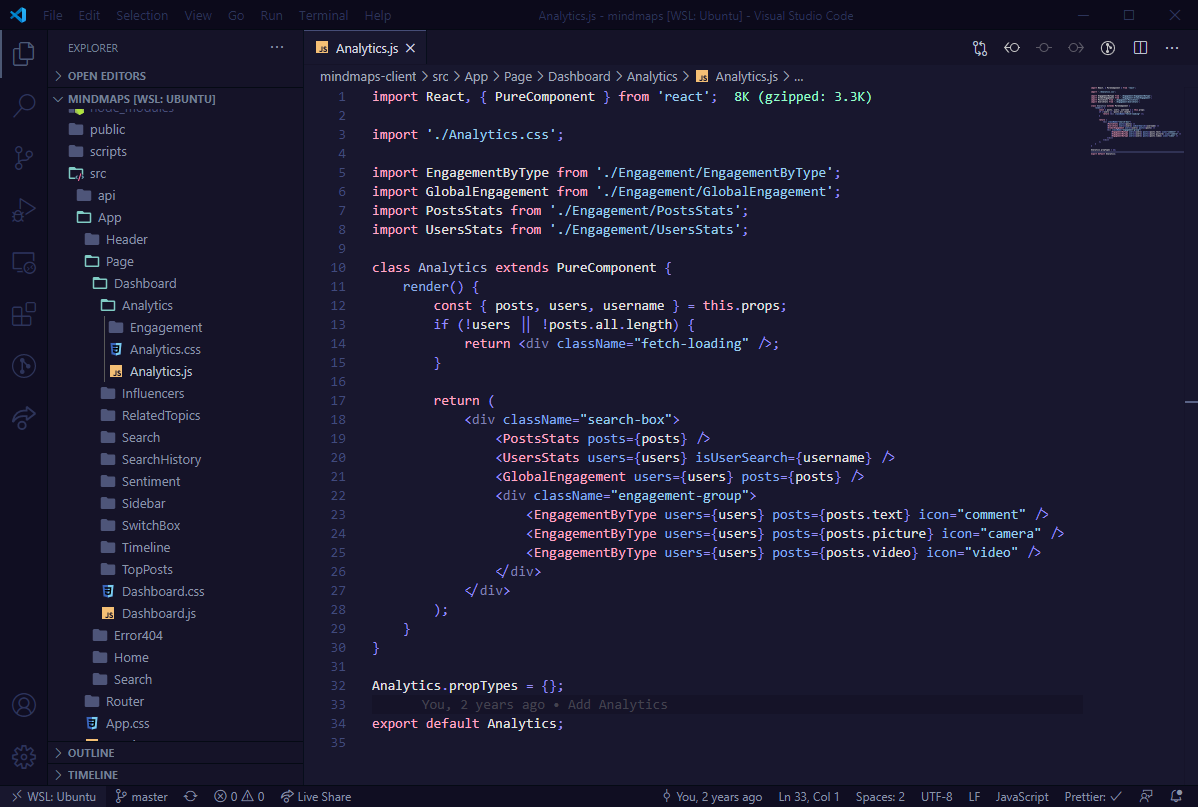 File Edit Selection View Go Run Terminal Help Analytics.js - mindmaps [WSL: Ubuntu] - Visual Studio Code
EXPLORER
OPEN EDITORS
MINDMAPS [WSL: UBUNTU]
node_modules
public
scripts
src
api
App
Header
Page
Dashboard
Analytics
Engagement
Analytics.css
JS Analytics.js
Influencers
RelatedTopics
Search
SearchHistory
Sentiment
Sidebar
SwitchBox
Timeline
TopPosts
Dashboard.css
JS Dashboard.js
Error404
Home
Search
Router
App.css
OUTLINE
TIMELINE
JS Analytics.js
mindmaps-client > src > App > Page > Dashboard > Analytics > JS Analytics.js > ...
1 import React, { PureComponent } from 'react'; 8K (gzipped: 3.3K)
2
3 import './Analytics.css';
4
5 import EngagementByType from './Engagement/EngagementByType';
6 import GlobalEngagement from './Engagement/GlobalEngagement';
7 import PostsStats from './Engagement/PostsStats';
8 import UsersStats from './Engagement/UsersStats';
9
10 class Analytics extends PureComponent {
11 render() {
12 const { posts, users, username } = this.props;
13 if (!users || !posts.all.length) {
14 return <div className="fetch-loading" />;
15 }
16
17 return (
18 <div className="search-box">
19 <PostsStats posts={posts} />
20 <UsersStats users={users} isUserSearch={username} />
21 <GlobalEngagement users={users} posts={posts} />
22 <div className="engagement-group">
23 <EngagementByType users={users} posts={posts.text} icon="comment" />
24 <EngagementByType users={users} posts={posts.picture} icon="camera" />
25 <EngagementByType users={users} posts={posts.video} icon="video" />
26 </div>
27 </div>
28 );
29 }
30 }
31
32 Analytics.propTypes = {};
33 You, 2 years ago • Add Analytics
34 export default Analytics;
35
WSL: Ubuntu master 0 0 Live Share You, 2 years ago Ln 33, Col 1 Spaces: 2 UTF-8 LF JavaScript Prettier: ✓